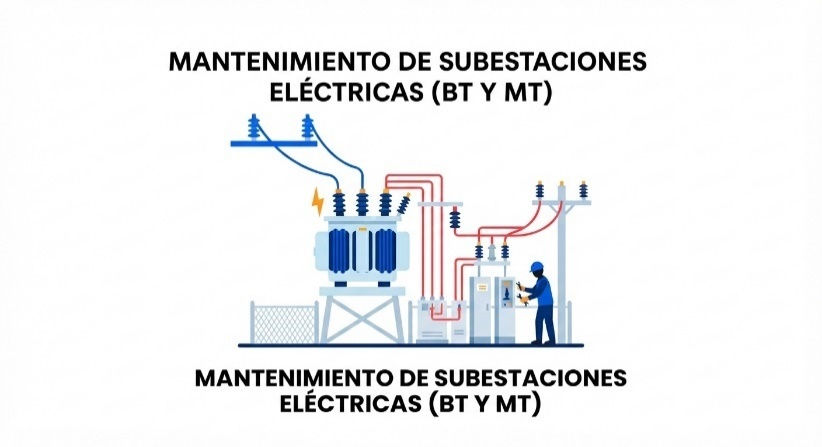 MANTENIMIENTO DE SUBESTACIONES
ELÉCTRICAS (BT Y MT)
MANTENIMIENTO DE SUBESTACIONES
ELÉCTRICAS (BT Y MT)